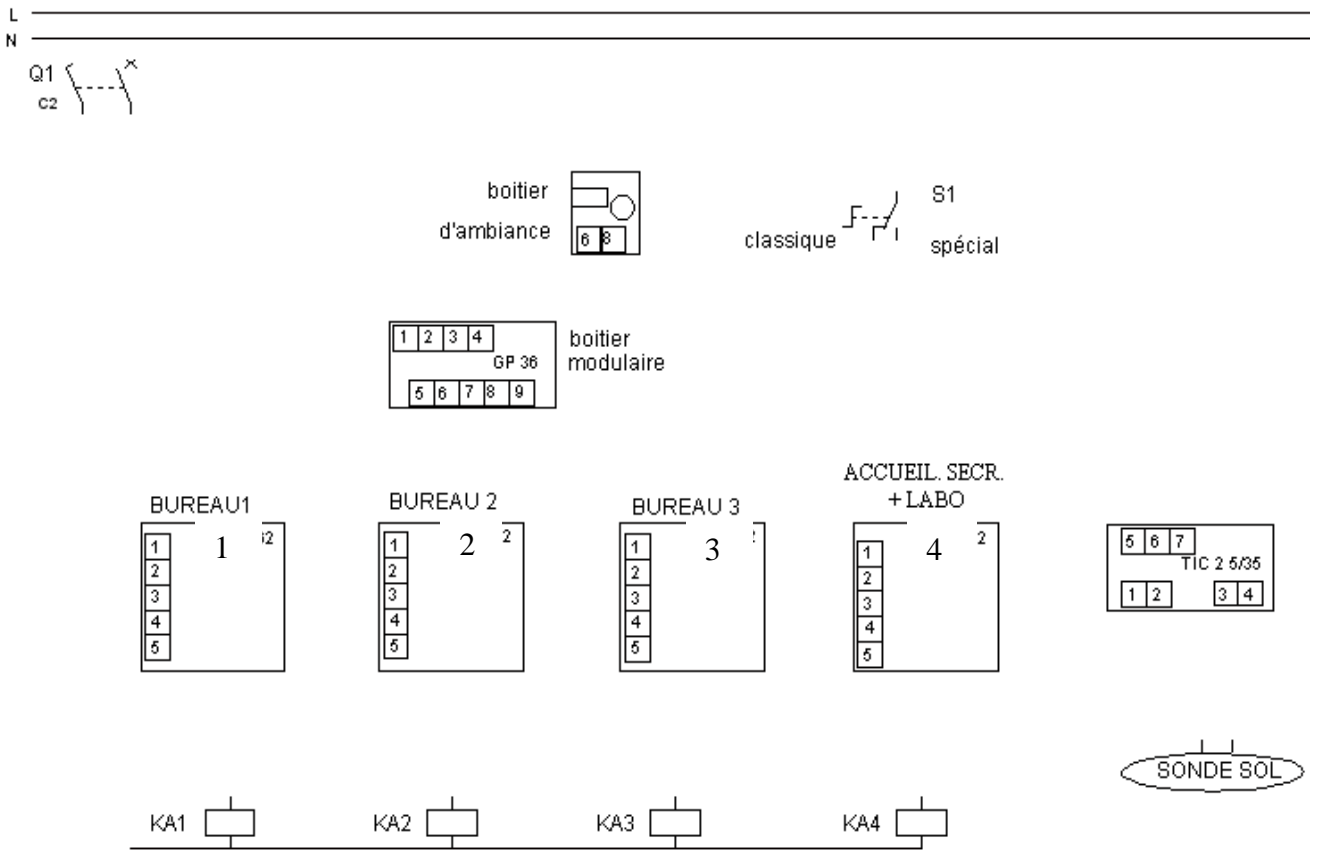 L
N
Q1
C2
boitier
d'ambiance
6 8
S1
classique
spécial
1 2 3 4
GP 36
5 6 7 8 9
boitier
modulaire
BUREAU1
1
2
1
2
3
4
5
BUREAU 2
2
2
1
2
3
4
5
BUREAU 3
3
1
2
3
4
5
ACCUEIL. SECR.
+ LABO
4
2
1
2
3
4
5
5 6 7
TIC 2 5/35
1 2 3 4
SONDE SOL
KA1
KA2
KA3
KA4